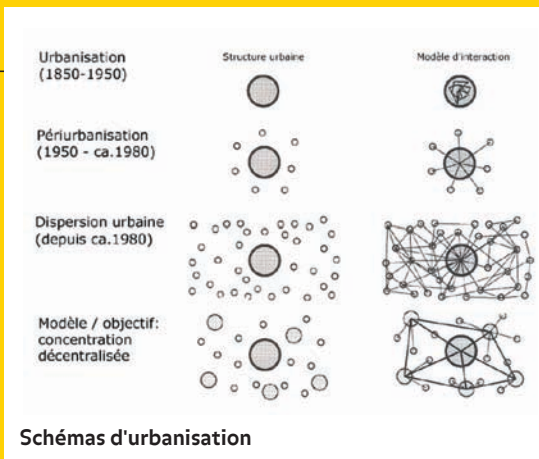 Urbanisation
(1850-1950)
Structure urbaine
Modèle d'interaction
Périurbanisation
(1950 - ca.1980)
Dispersion urbaine
(depuis ca.1980)
Modèle / objectif:
concentration
décentralisée
Schémas d'urbanisation